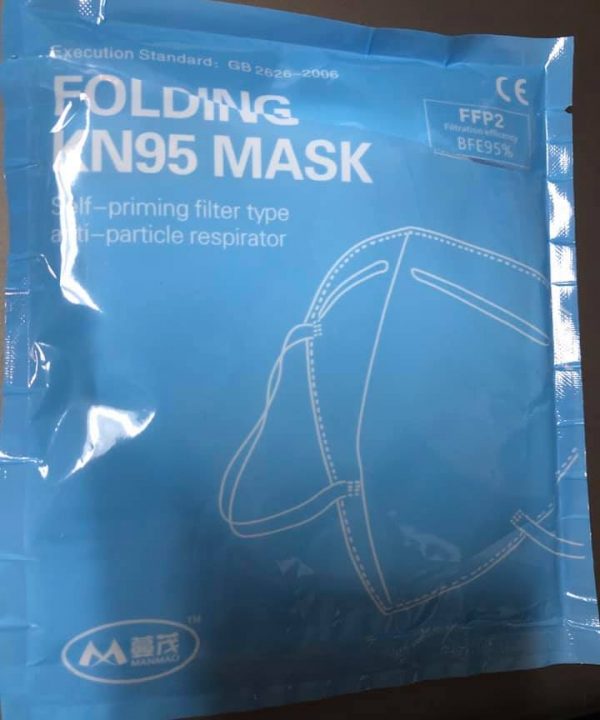 Execution Standard: GB 2626-2006
CE
FOLDING
KN95 MASK
FFP2
Filtration efficiency
BFE95%
Self-priming filter type
anti-particle respirator
蔓茂
MANMAO
TM